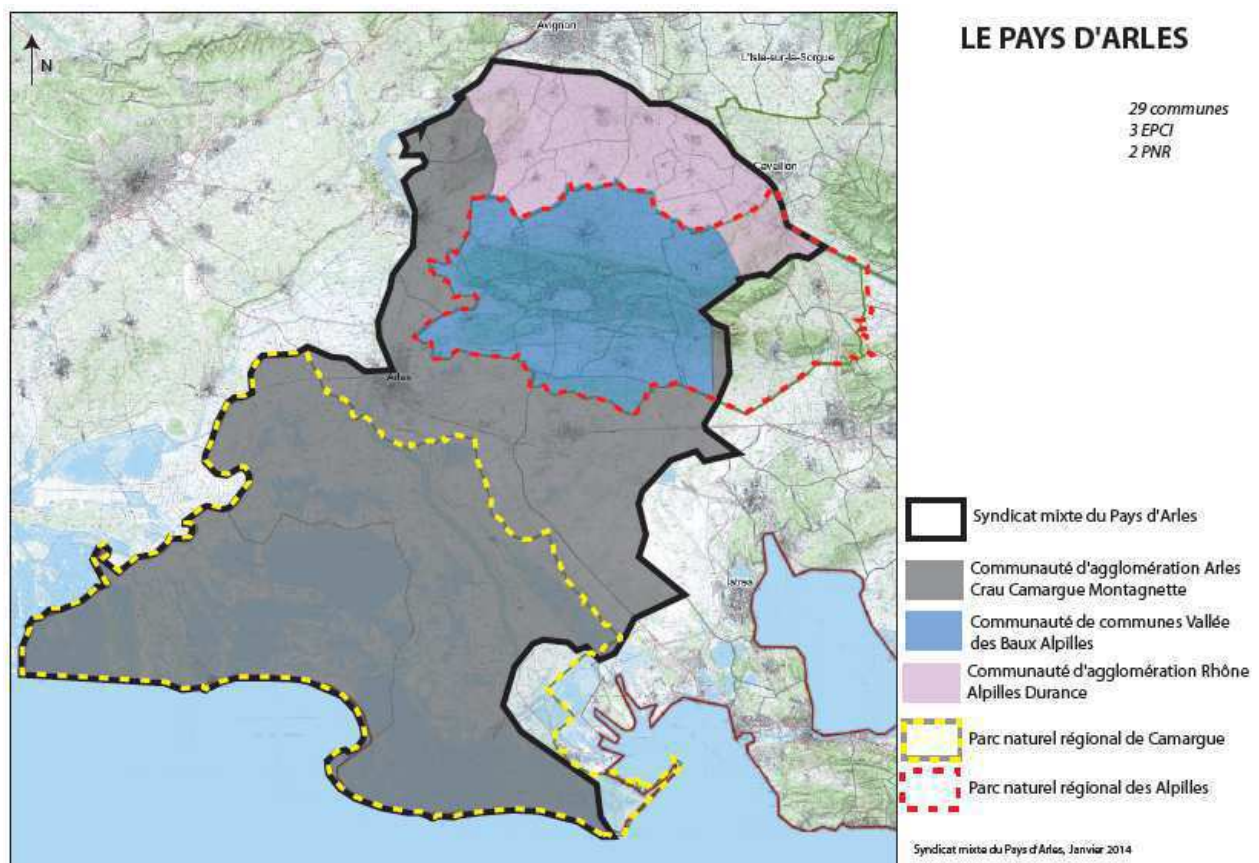 LE PAYS D'ARLES
29 communes
3 EPCI
2 PNR
N
Avignon
L'Isle-sur-la-Sorgue
Cavaillon
Arles
Istres
Syndicat mixte du Pays d'Arles
Communauté d'agglomération Arles
Crau Camargue Montagnette
Communauté de communes Vallée
des Baux Alpilles
Communauté d'agglomération Rhône
Alpilles Durance
Parc naturel régional de Camargue
Parc naturel régional des Alpilles
Syndicat mixte du Pays d'Arles, Janvier 2014